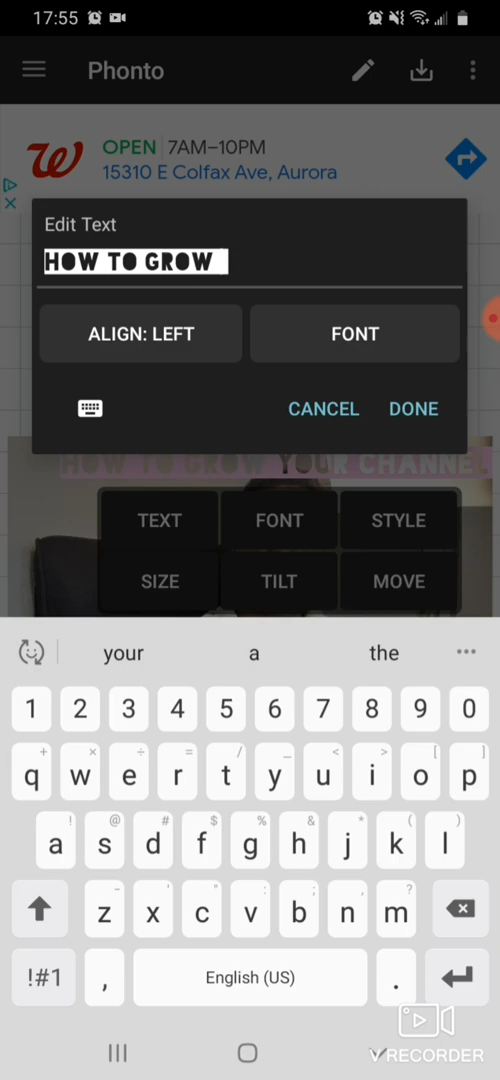 17:55
Phonto
W
OPEN 7AM–10PM
15310 E Colfax Ave, Aurora
Edit Text
HOW TO GROW
ALIGN: LEFT FONT
CANCEL DONE
HOW TO GROW YOUR CHANNEL
TEXT FONT STYLE
SIZE TILT MOVE
your a the
1 2 3 4 5 6 7 8 9 0
+ × ÷ = / _ < > [ ]
q w e r t y u i o p
! @ # $ % & * ( )
a s d f g h j k l
- ' " : ; , ?
z x c v b n m
!#1 , English (US) .
VRECORDER